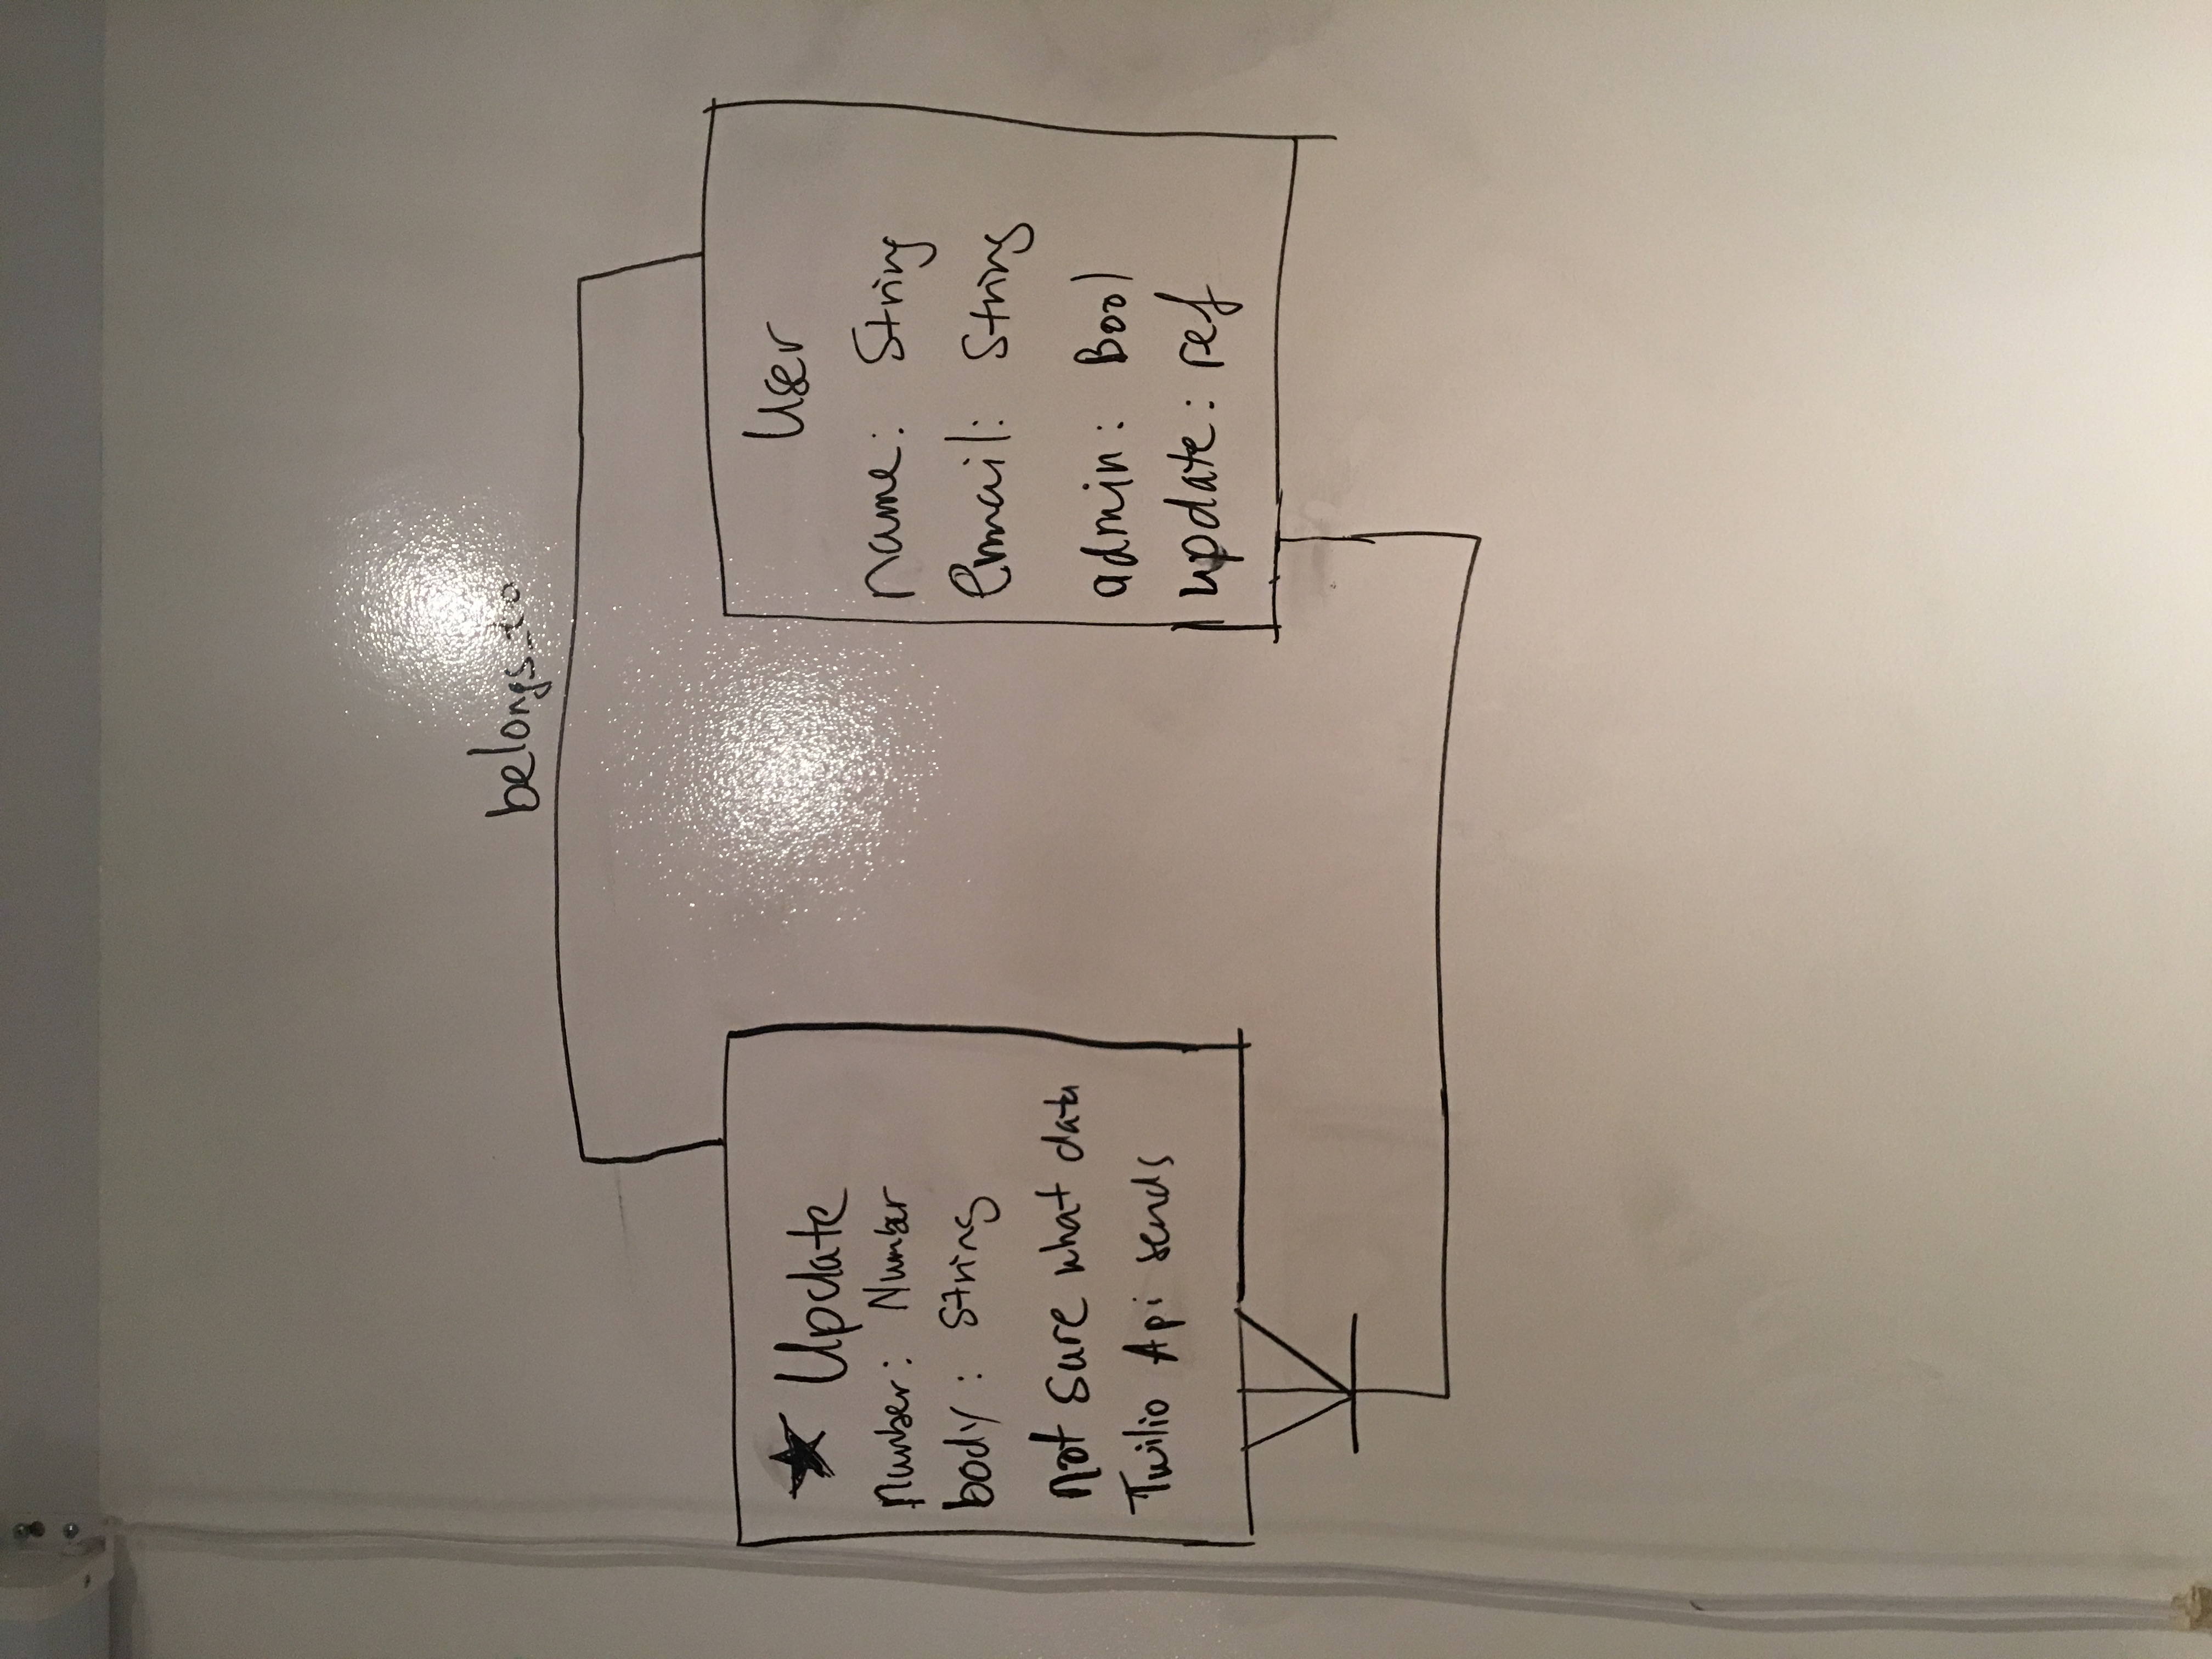 belongs_to
★ Update
number: Number
body: String
not sure what data
Twilio Api sends
User
name: String
Email: String
admin: Bool
update: ref